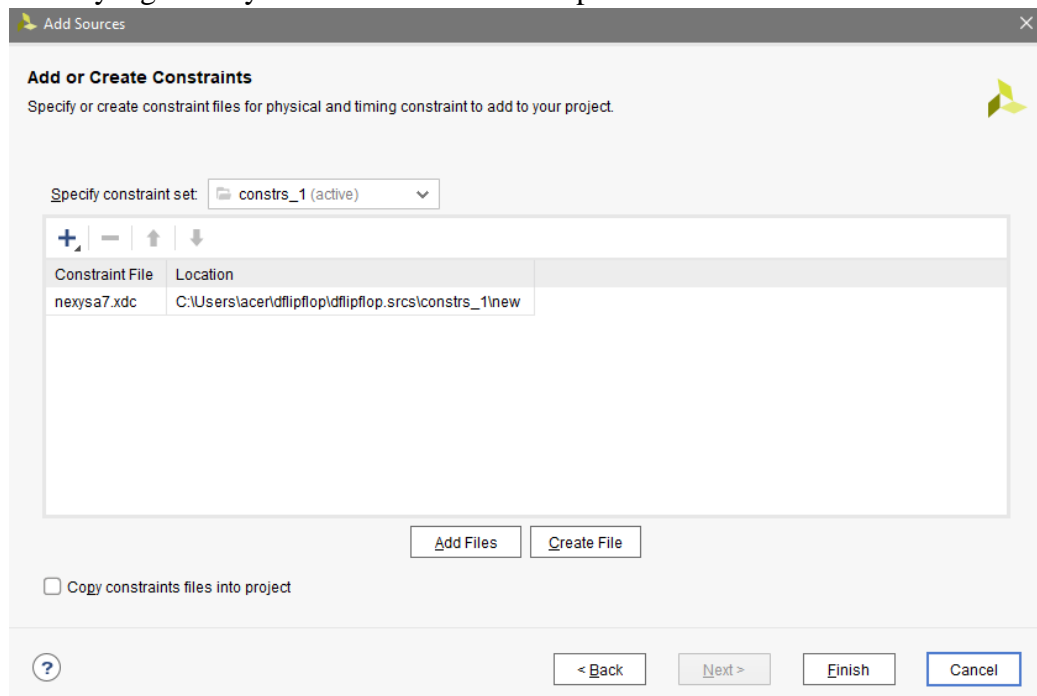 Add Sources
Add or Create Constraints
Specify or create constraint files for physical and timing constraint to add to your project.
Specify constraint set: constrs_1 (active)
Constraint File Location
nexysa7.xdc C:\Users\acer\dflipflop\dflipflop.srcs\constrs_1\new
Add Files Create File
Copy constraints files into project
? < Back Next > Finish Cancel